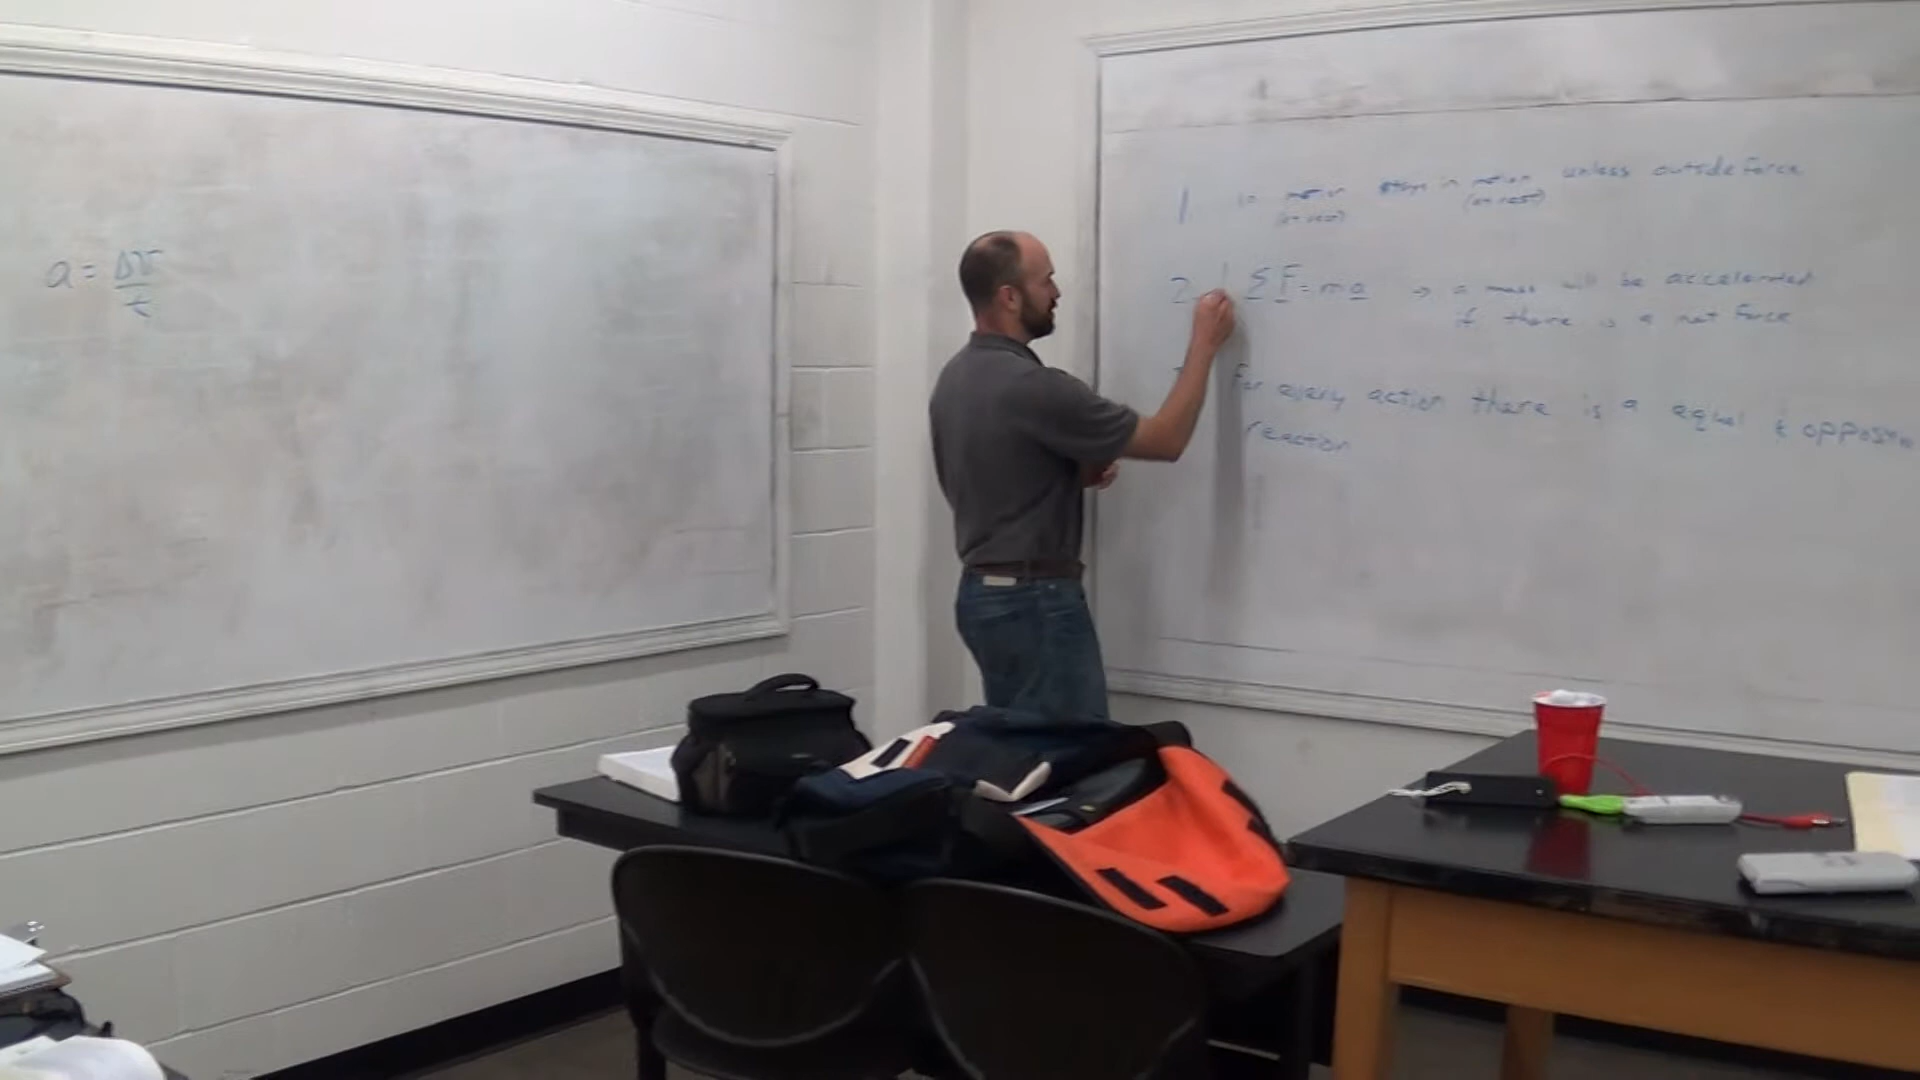 a = Δv
t
1. in motion stays in motion unless outside force
(or rest) (or rest)
2. Σ F = ma → a mass will be accelerated
if there is a net force
For every action there is a equal & opposite
reaction